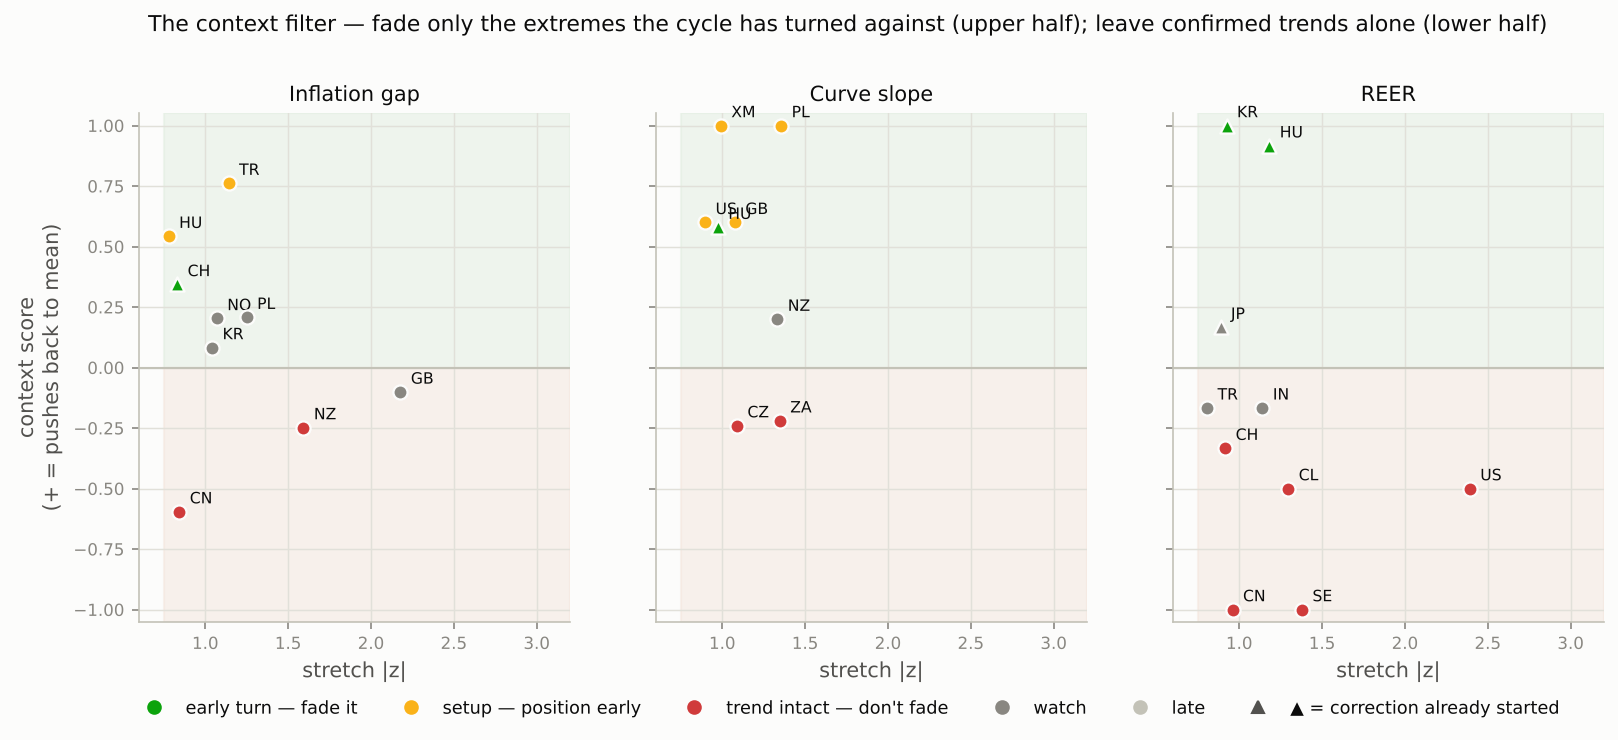 The context filter — fade only the extremes the cycle has turned against (upper half); leave confirmed trends alone (lower half)
Inflation gap
Curve slope
REER
context score
(+ = pushes back to mean)
1.00
0.75
0.50
0.25
0.00
−0.25
−0.50
−0.75
−1.00
TR
HU
CH
NO
PL
KR
GB
NZ
CN
1.0
1.5
2.0
2.5
3.0
stretch |z|
XM
PL
US
HU
GB
NZ
CZ
ZA
1.0
1.5
2.0
2.5
3.0
stretch |z|
KR
HU
JP
TR
IN
CH
CL
US
CN
SE
1.0
1.5
2.0
2.5
3.0
stretch |z|
early turn — fade it
setup — position early
trend intact — don't fade
watch
late
▲ = correction already started